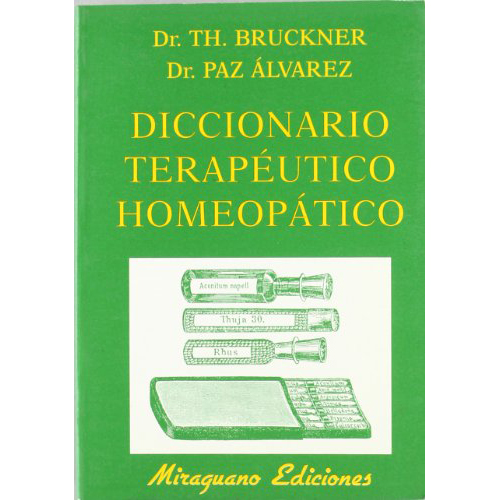 Dr. TH. BRUCKNER
Dr. PAZ ÁLVAREZ
DICCIONARIO
TERAPÉUTICO
HOMEOPÁTICO
Aconitum napell.
Thuja 30.
Rhus
Miraguano Ediciones